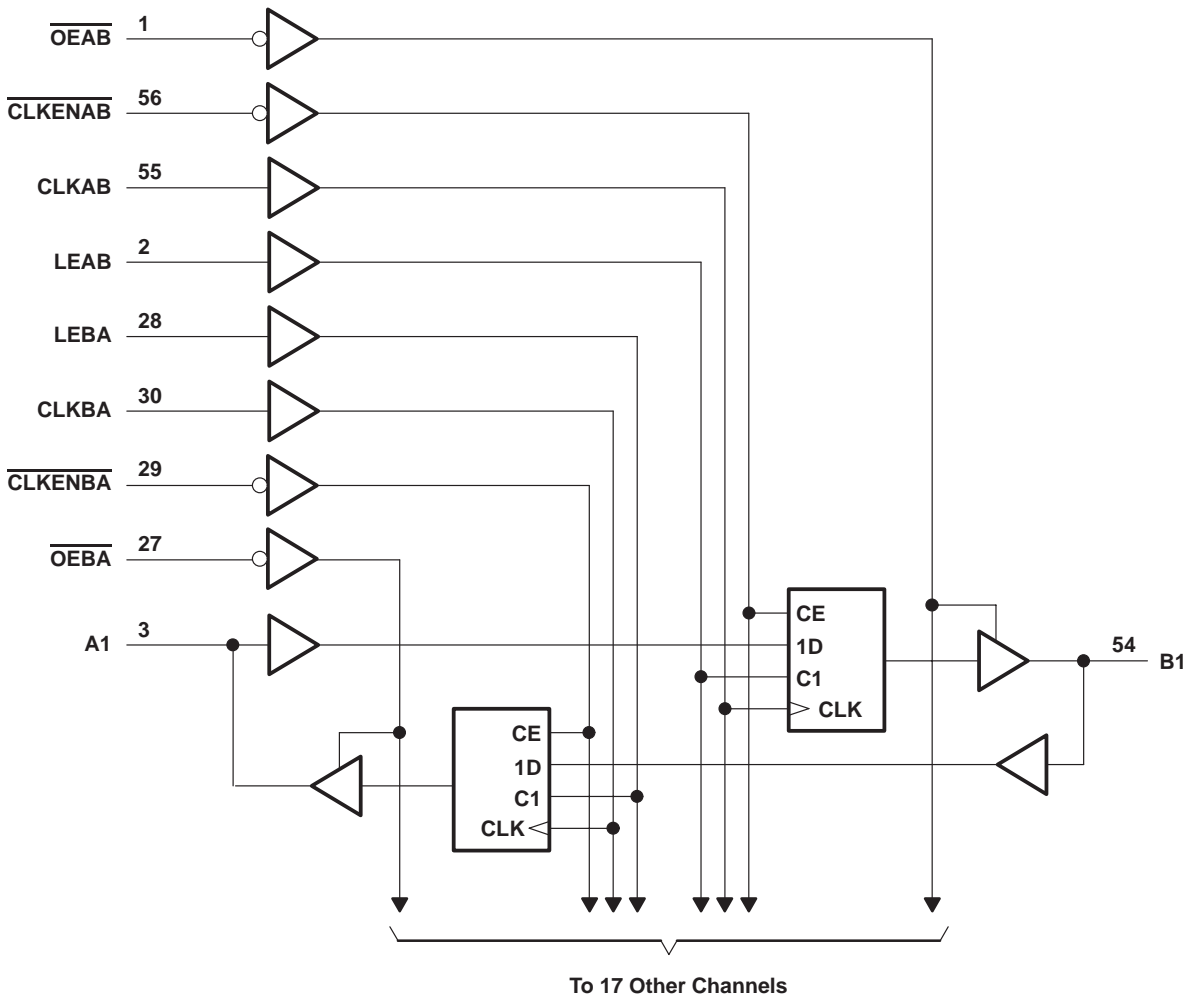 OEAB 1
CLKENAB 56
CLKAB 55
LEAB 2
LEBA 28
CLKBA 30
CLKENBA 29
OEBA 27
A1 3
CE
1D
C1
CLK
54 B1
CE
1D
C1
CLK
To 17 Other Channels